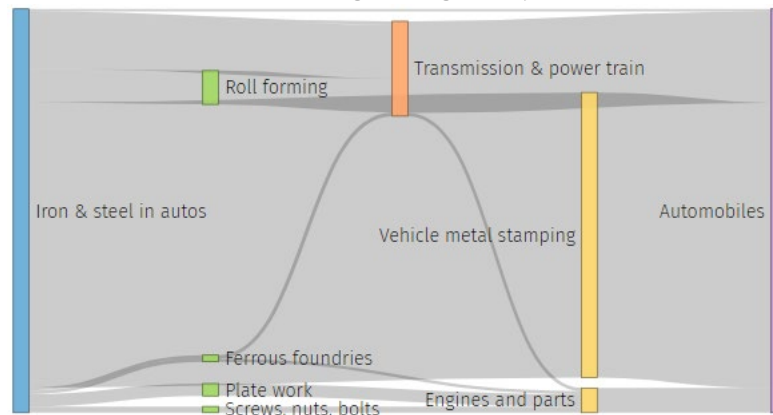 Transmission & power train
Roll forming
Iron & steel in autos
Automobiles
Vehicle metal stamping
Ferrous foundries
Plate work
Engines and parts
Screws, nuts, bolts